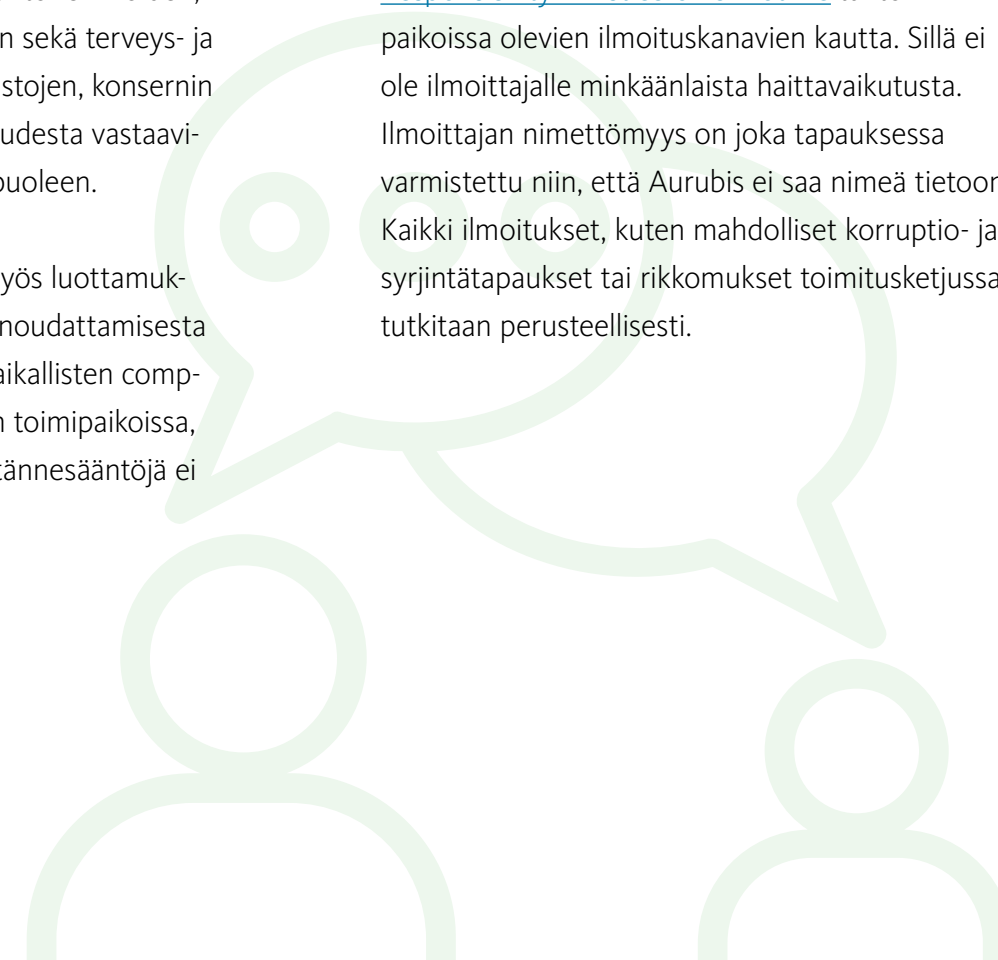 n sekä terveys- ja
stojen, konsernin
udesta vastaavi-
puoleen.
yös luottamuk-
noudattamisesta
aikallisten comp-
n toimipaikoissa,
tännesääntöjä ei
paikoissa olevien ilmoituskanavien kautta. Sillä ei
ole ilmoittajalle minkäänlaista haittavaikutusta.
Ilmoittajan nimettömyys on joka tapauksessa
varmistettu niin, että Aurubis ei saa nimeä tietoon
Kaikki ilmoitukset, kuten mahdolliset korruptio- ja
syrjintätapaukset tai rikkomukset toimitusketjussa
tutkitaan perusteellisesti.